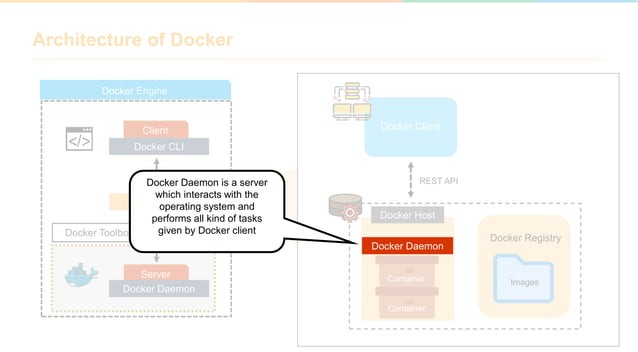 Architecture of Docker
Docker Engine
Client
Docker CLI
Docker Daemon is a server
which interacts with the
operating system and
performs all kind of tasks
given by Docker client
Server
Docker Daemon
Docker Client
REST API
Docker Host
Docker Daemon
Container
Container
Docker Registry
Images